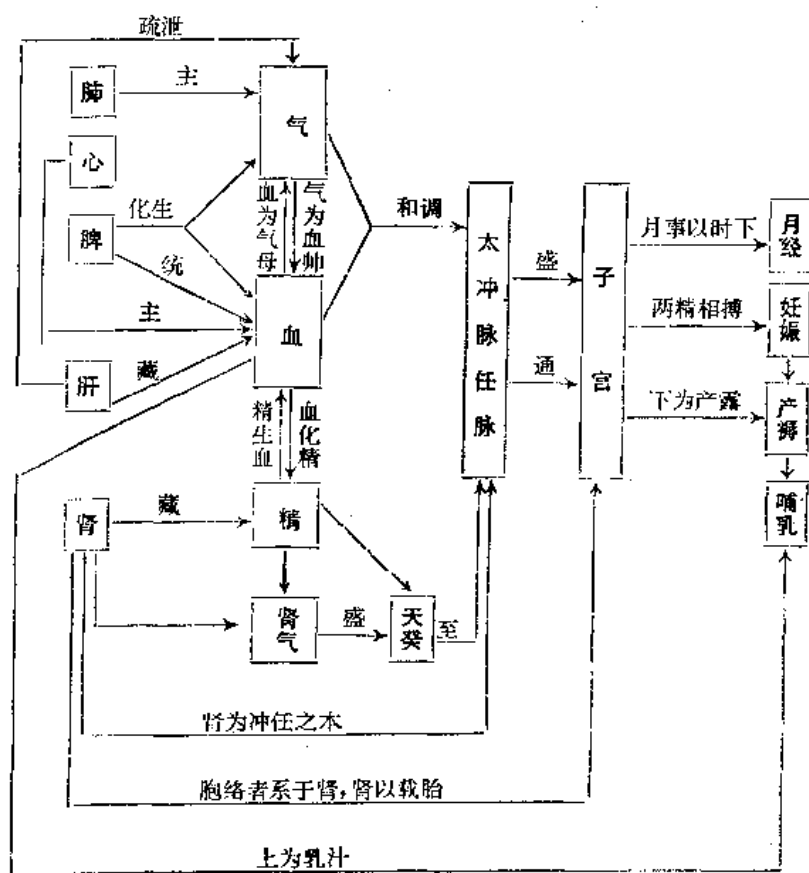 疏泄
肺
主
气
心
脾
化生
统
血为气母
气为血帅
和调
主
血
肝
藏
太冲脉任脉
盛
通
子宫
月事以时下
月经
两精相搏
妊娠
下为产露
产褥
哺乳
精生血
血化精
肾
藏
精
肾气
盛
天癸
至
肾为冲任之本
胞络者系于肾，肾以载胎
上为乳汁